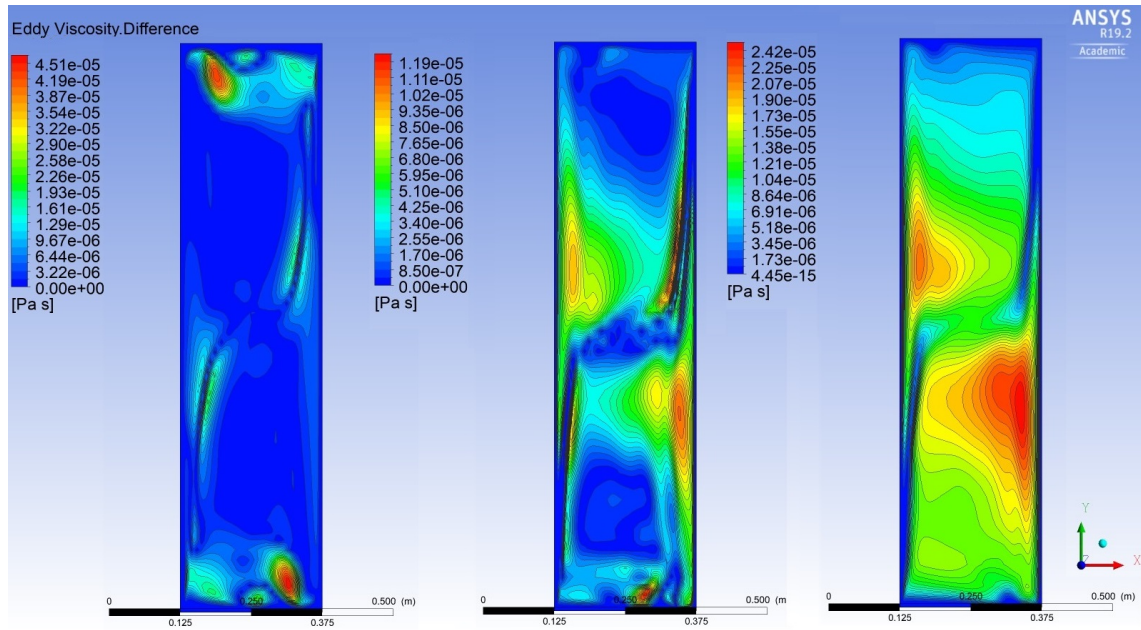 Eddy Viscosity.Difference
ANSYS
R19.2
Academic
4.51e-05
4.19e-05
3.87e-05
3.54e-05
3.22e-05
2.90e-05
2.58e-05
2.26e-05
1.93e-05
1.61e-05
1.29e-05
9.67e-06
6.44e-06
3.22e-06
0.00e+00
[Pa s]
1.19e-05
1.11e-05
1.02e-05
9.35e-06
8.50e-06
7.65e-06
6.80e-06
5.95e-06
5.10e-06
4.25e-06
3.40e-06
2.55e-06
1.70e-06
8.50e-07
0.00e+00
[Pa s]
2.42e-05
2.25e-05
2.07e-05
1.90e-05
1.73e-05
1.55e-05
1.38e-05
1.21e-05
1.04e-05
8.64e-06
6.91e-06
5.18e-06
3.45e-06
1.73e-06
4.45e-15
[Pa s]
0 0.250 0.500 (m)
0.125 0.375
0 0.250 0.500 (m)
0.125 0.375
0 0.250 0.500 (m)
0.125 0.375
Y
Z
X